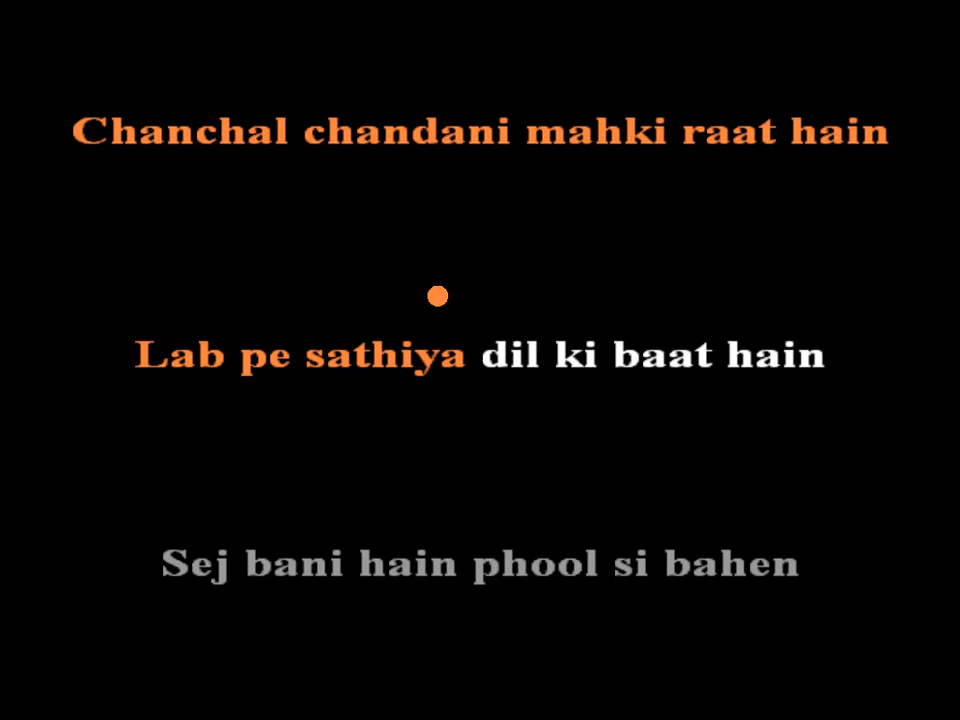 Chanchal chandani mahki raat hain
Lab pe sathiya dil ki baat hain
Sej bani hain phool si bahen